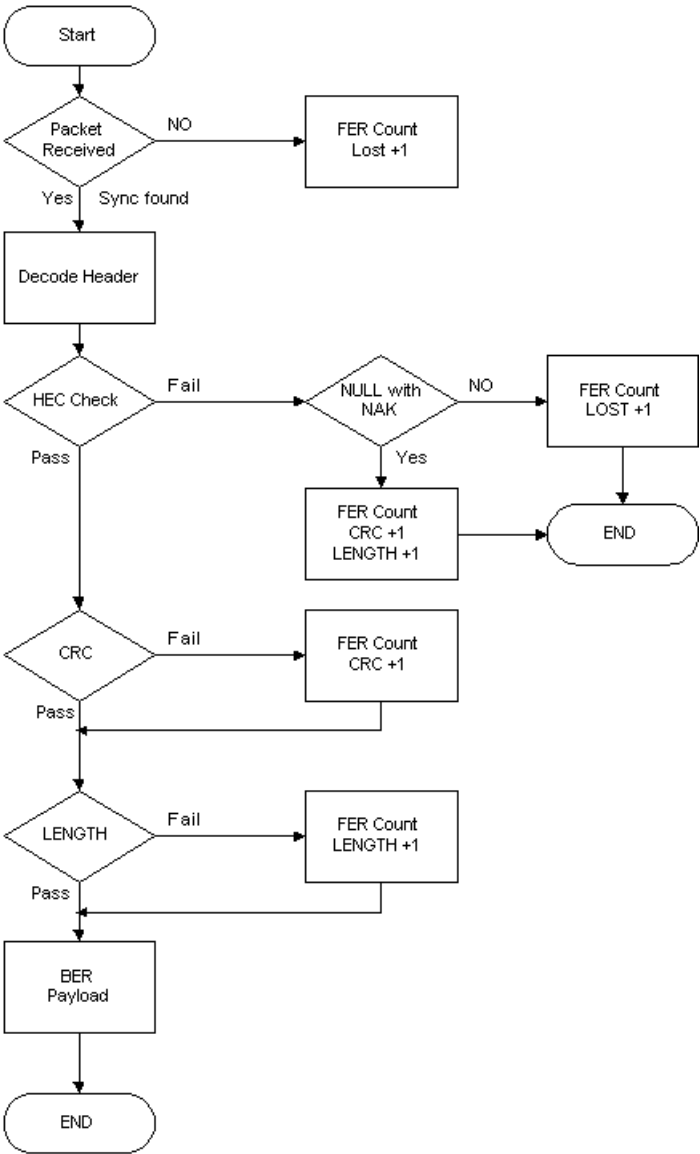 Start
Packet
Received
NO
FER Count
Lost +1
Yes
Sync found
Decode Header
HEC Check
Fail
NULL with
NAK
NO
FER Count
LOST +1
Pass
Yes
FER Count
CRC +1
LENGTH +1
END
CRC
Fail
FER Count
CRC +1
Pass
LENGTH
Fail
FER Count
LENGTH +1
Pass
BER
Payload
END